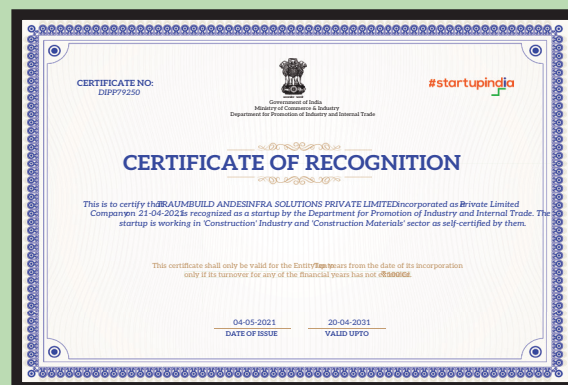 CERTIFICATE NO:
DIPP79250
#startupindia
Government of India
Ministry of Commerce & Industry
Department for Promotion of Industry and Internal Trade
CERTIFICATE OF RECOGNITION
This is to certify that BRAUMBUILD ANDESINFRA SOLUTIONS PRIVATE LIMITED incorporated as a Private Limited
Company on 21-04-2021 is recognized as a startup by the Department for Promotion of Industry and Internal Trade. The
startup is working in 'Construction' Industry and 'Construction Materials' sector as self-certified by them.
This certificate shall only be valid for the Entity up to years from the date of its incorporation
only if its turnover for any of the financial years has not
04-05-2021 20-04-2031
DATE OF ISSUE VALID UPTO